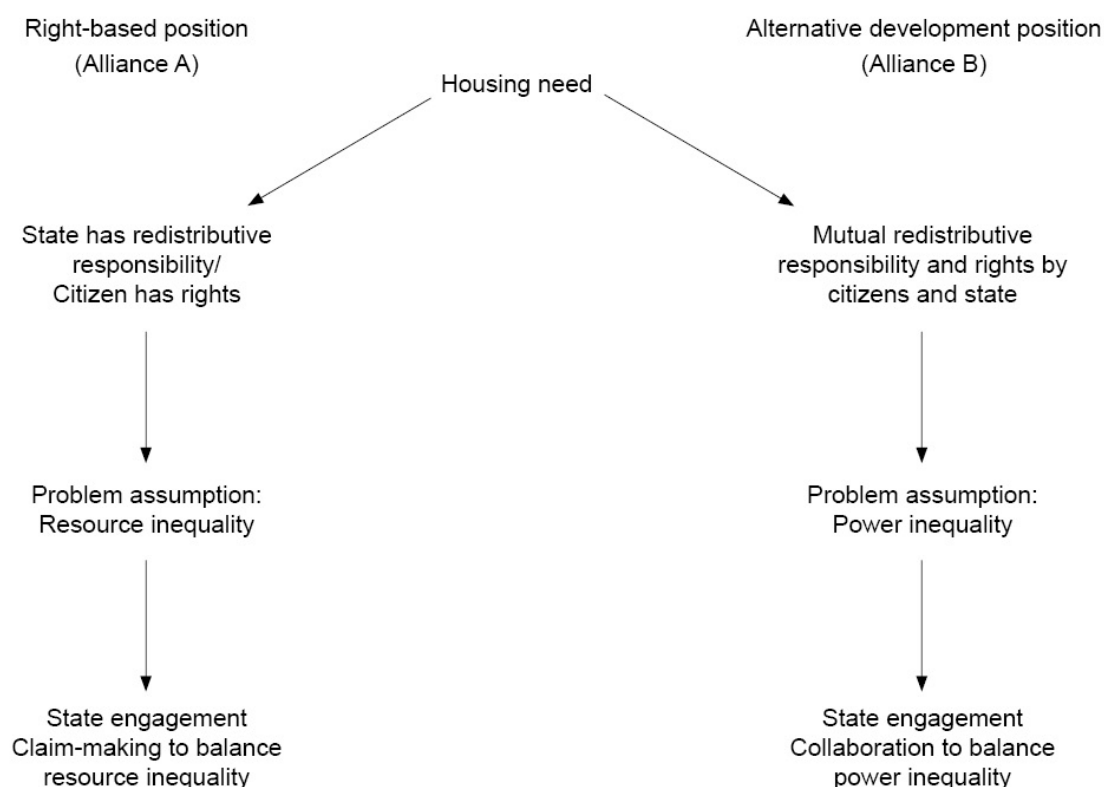 Right-based position
(Alliance A)
Alternative development position
(Alliance B)
Housing need
State has redistributive
responsibility/
Citizen has rights
Mutual redistributive
responsibility and rights by
citizens and state
Problem assumption:
Resource inequality
Problem assumption:
Power inequality
State engagement
Claim-making to balance
resource inequality
State engagement
Collaboration to balance
power inequality